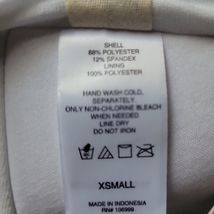 SHELL
88% POLYESTER
12% SPANDEX
LINING
100% POLYESTER
HAND WASH COLD,
SEPARATELY
ONLY NON-CHLORINE BLEACH
WHEN NEEDED
LINE DRY
DO NOT IRON
XSMALL
MADE IN INDONESIA
RN# 106999